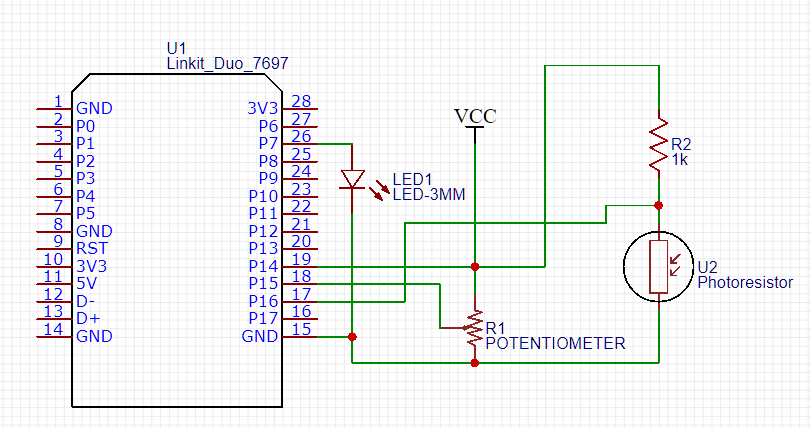 U1
Linkit_Duo_7697
1 GND
2 P0
3 P1
4 P2
5 P3
6 P4
7 P5
8 GND
9 RST
10 3V3
11 5V
12 D-
13 D+
14 GND
3V3 28
P6 27
P7 26
P8 25
P9 24
P10 23
P11 22
P12 21
P13 20
P14 19
P15 18
P16 17
P17 16
GND 15
LED1
LED-3MM
VCC
R1
POTENTIOMETER
R2
1k
U2
Photoresistor